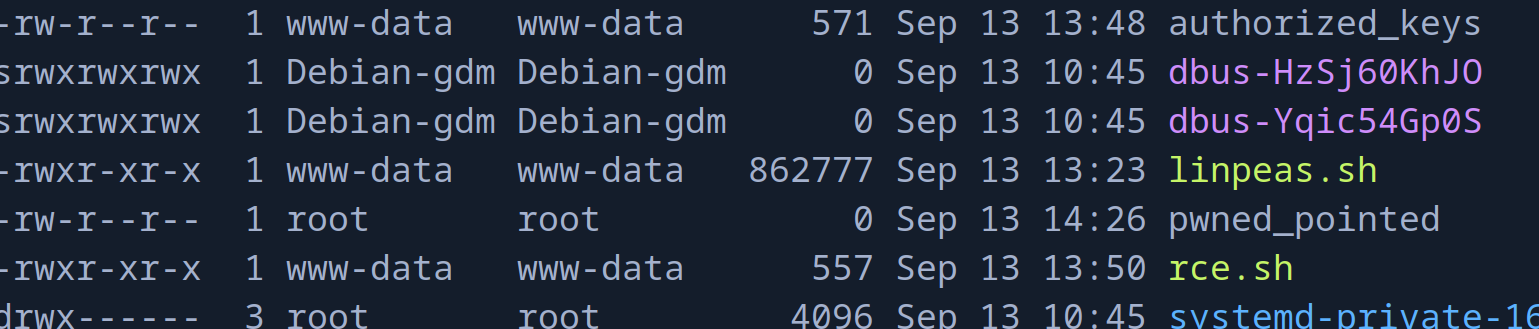 -rw-r--r--  1 www-data   www-data      571 Sep 13 13:48 authorized_keys
srwxrwxrwx  1 Debian-gdm Debian-gdm      0 Sep 13 10:45 dbus-HzSj60KhJO
srwxrwxrwx  1 Debian-gdm Debian-gdm      0 Sep 13 10:45 dbus-Yqic54Gp0S
-rwxr-xr-x  1 www-data   www-data   862777 Sep 13 13:23 linpeas.sh
-rw-r--r--  1 root       root            0 Sep 13 14:26 pwned_pointed
-rwxr-xr-x  1 www-data   www-data      557 Sep 13 13:50 rce.sh
drwx------  3 root       root         4096 Sep 13 10:45 systemd-private-16